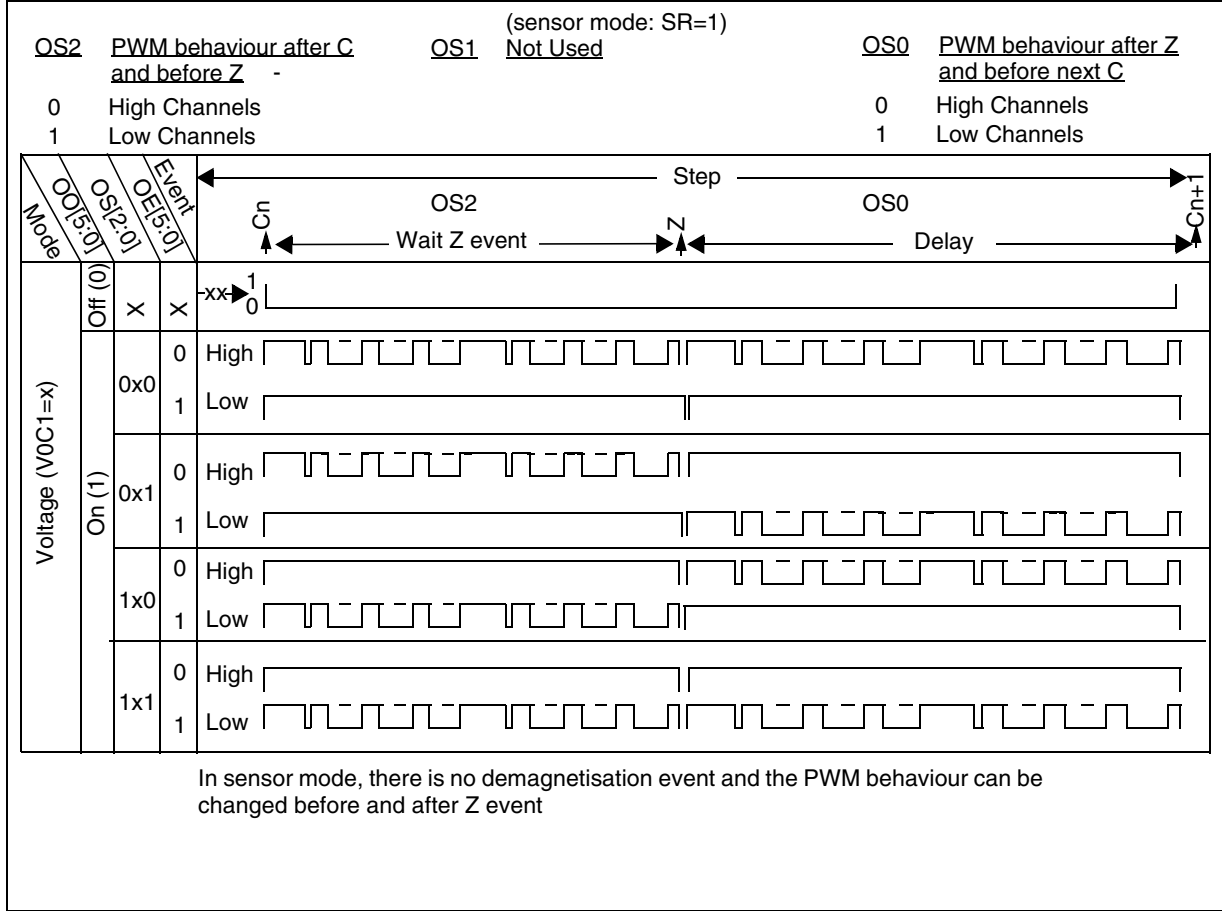 (sensor mode: SR=1)
OS2 PWM behaviour after C and before Z -
0 High Channels
1 Low Channels
OS1 Not Used
OS0 PWM behaviour after Z and before next C
0 High Channels
1 Low Channels
Mode
OO[5:0]
OS[2:0]
OE[5:0]
Event
Step
Cn
OS2
Wait Z event
Z
OS0
Delay
Cn+1
Voltage (V0C1=x)
Off (0)
X
X
xx
1
0
On (1)
0x0
0 High
1 Low
0x1
0 High
1 Low
1x0
0 High
1 Low
1x1
0 High
1 Low
In sensor mode, there is no demagnetisation event and the PWM behaviour can be
changed before and after Z event